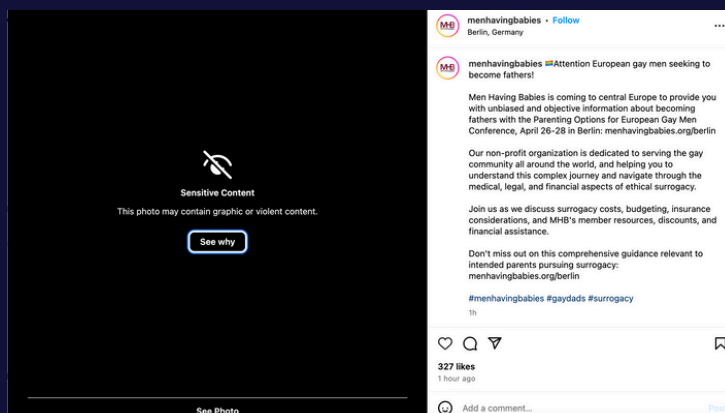 Sensitive Content
This photo may contain graphic or violent content.
See why
See Photo
MHB
menhavingbabies • Follow
Berlin, Germany
MHB
menhavingbabies 🏳️‍🌈Attention European gay men seeking to
become fathers!
Men Having Babies is coming to central Europe to provide you
with unbiased and objective information about becoming
fathers with the Parenting Options for European Gay Men
Conference, April 26-28 in Berlin: menhavingbabies.org/berlin
Our non-profit organization is dedicated to serving the gay
community all around the world, and helping you to
understand this complex journey and navigate through the
medical, legal, and financial aspects of ethical surrogacy.
Join us as we discuss surrogacy costs, budgeting, insurance
considerations, and MHB's member resources, discounts, and
financial assistance.
Don't miss out on this comprehensive guidance relevant to
intended parents pursuing surrogacy:
menhavingbabies.org/berlin
#menhavingbabies #gaydads #surrogacy
1h
327 likes
1 hour ago
Add a comment...
Post